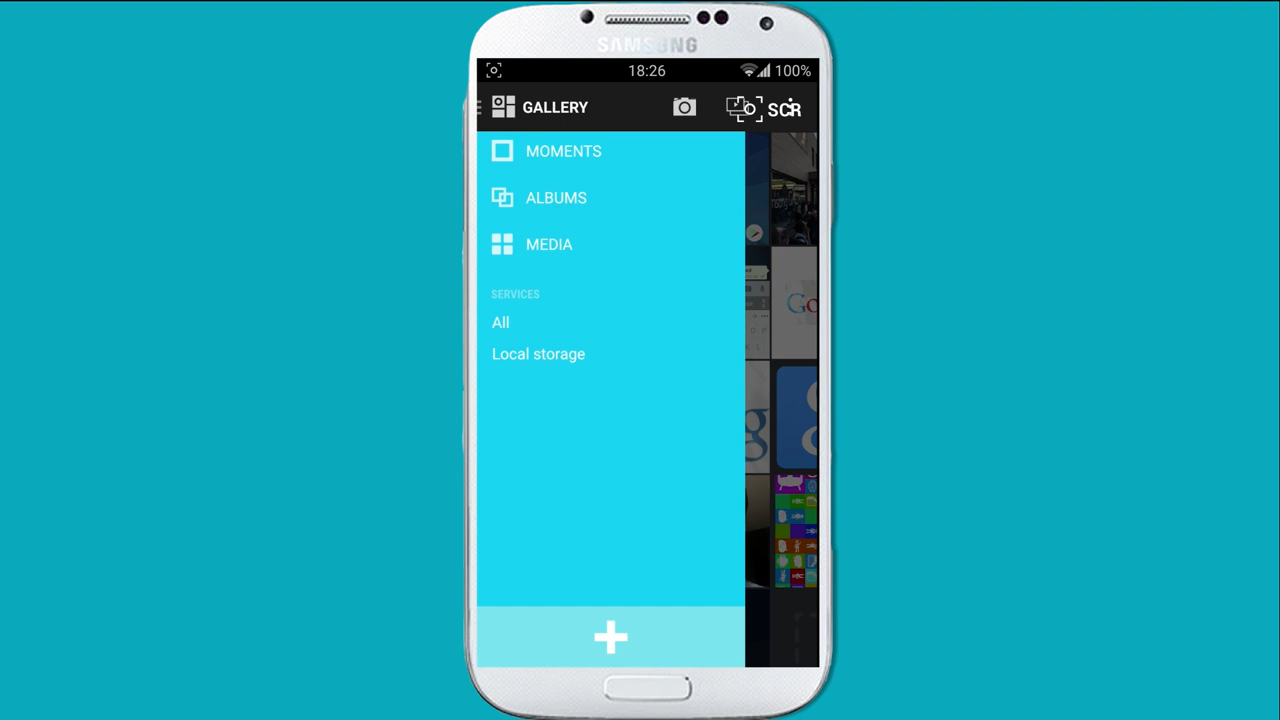 SAMSUNG
18:26
100%
GALLERY
SCR
MOMENTS
ALBUMS
MEDIA
SERVICES
All
Local storage